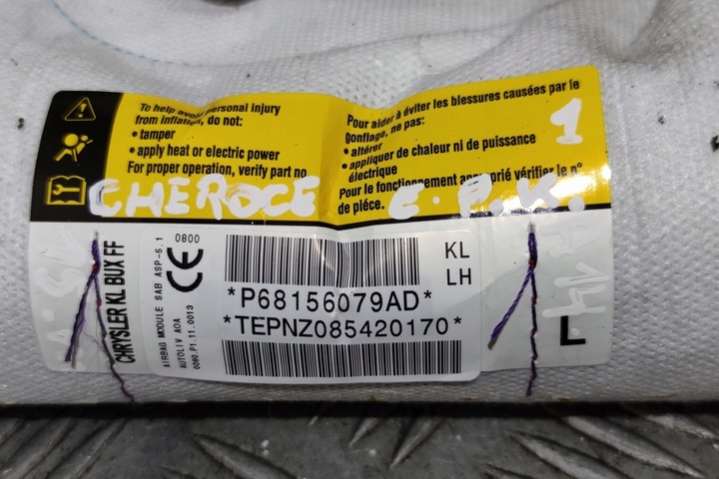 To help avoid personal injury
from inflation, do not:
• tamper
• apply heat or electric power
For proper operation, verify part no
Pour aider à éviter les blessures causées par le
gonflage, ne pas:
• altérer
• appliquer de chaleur ni de puissance
électrique
Pour le fonctionnement approprié vérifier le n°
de piéce.
1
CHEROCE
CHRYSLER KL BUX FF
AIRBAG MODULE SAB ASP-5.1
AUTOLIV AOA
0800
CE
KL
LH
*P68156079AD*
*TEPNZ085420170*
L